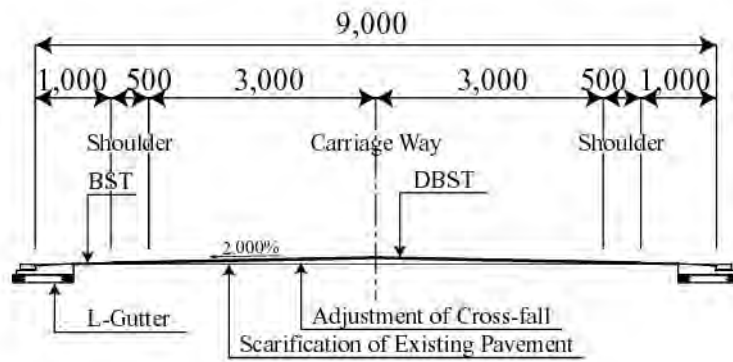 9,000
1,000 500 3,000 3,000 500 1,000
Shoulder Carriage Way Shoulder
BST DBST
2.000%
L-Gutter Adjustment of Cross-fall
Scarification of Existing Pavement